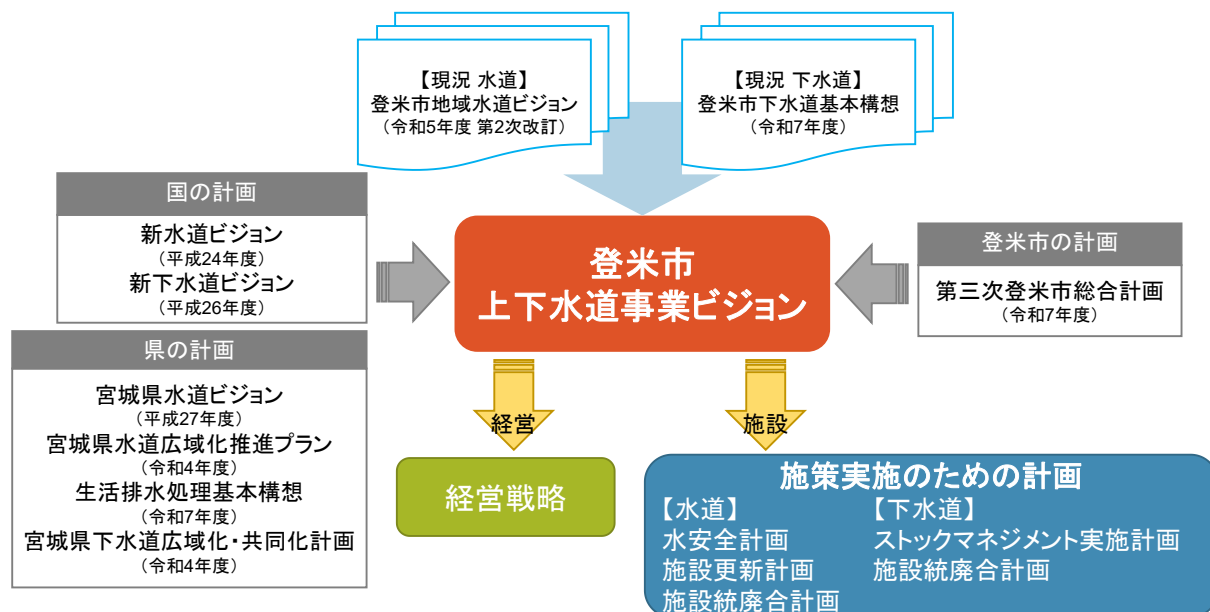 【現況 水道】
登米市地域水道ビジョン
（令和5年度 第2次改訂）
【現況 下水道】
登米市下水道基本構想
（令和7年度）
国の計画
新水道ビジョン
（平成24年度）
新下水道ビジョン
（平成26年度）
県の計画
宮城県水道ビジョン
（平成27年度）
宮城県水道広域化推進プラン
（令和4年度）
生活排水処理基本構想
（令和7年度）
宮城県下水道広域化・共同化計画
（令和4年度）
登米市
上下水道事業ビジョン
登米市の計画
第三次登米市総合計画
（令和7年度）
経営
施設
経営戦略
施策実施のための計画
【水道】
水安全計画
施設更新計画
施設統廃合計画
【下水道】
ストックマネジメント実施計画
施設統廃合計画